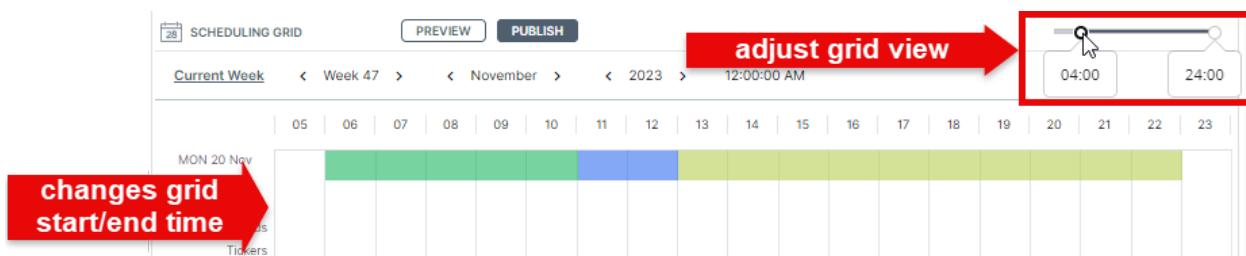 28 SCHEDULING GRID PREVIEW PUBLISH
adjust grid view
Current Week < Week 47 > < November > < 2023 > 12:00:00 AM 04:00 24:00
05 06 07 08 09 10 11 12 13 14 15 16 17 18 19 20 21 22 23
MON 20 Nov
changes grid
start/end time
Tickers